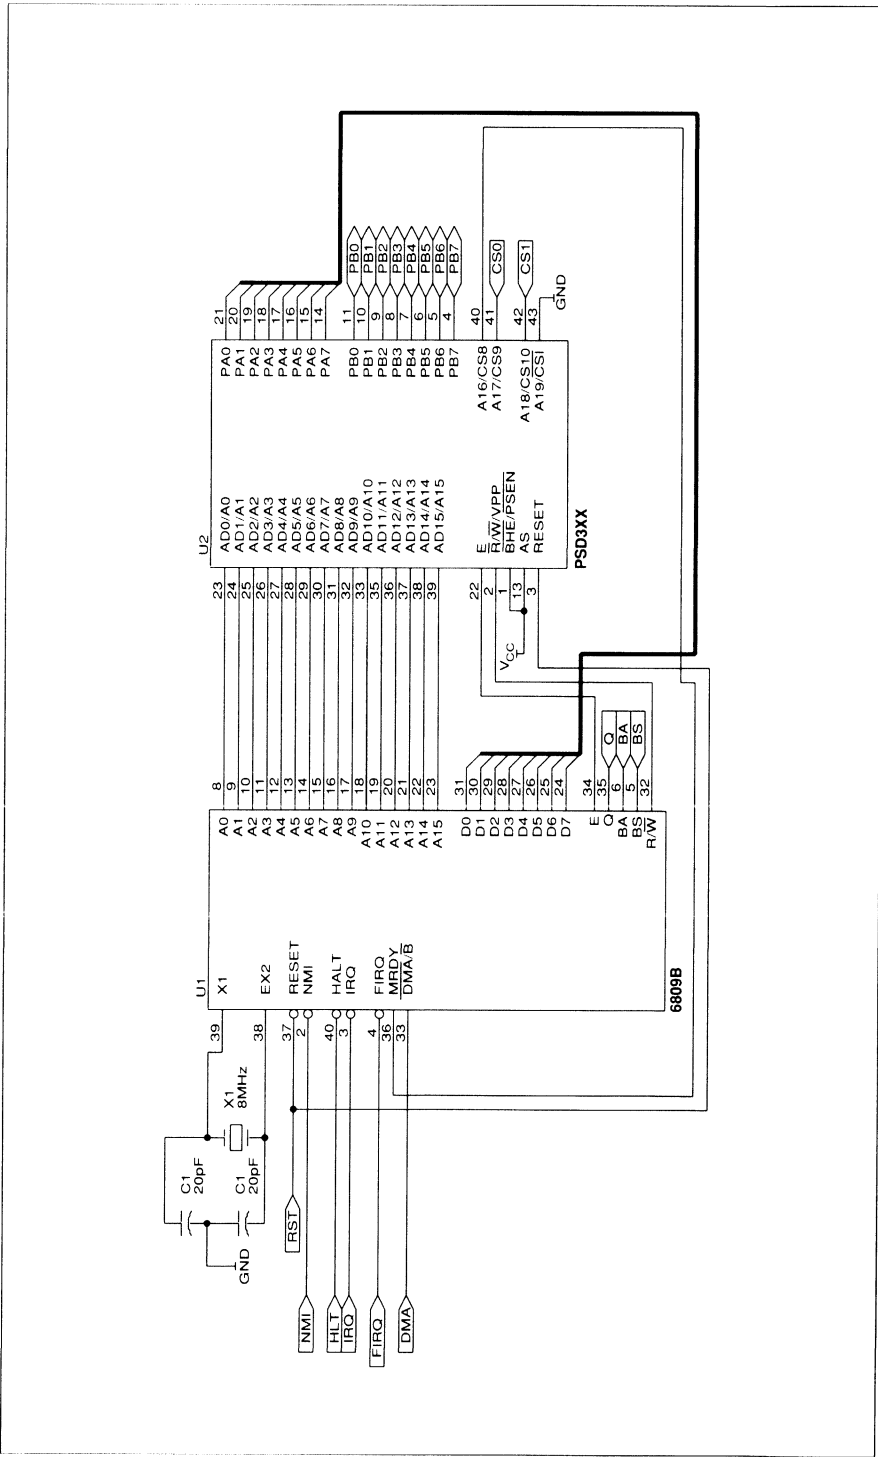 U1
X1
EX2
RESET
NMI
HALT
IRQ
FIRQ
MRDY
DMA/B
39
38
37
2
40
3
4
36
33
X1
8MHz
C1
20pF
C1
20pF
GND
RST
NMI
HLT
IRQ
FIRQ
DMA
A0
A1
A2
A3
A4
A5
A6
A7
A8
A9
A10
A11
A12
A13
A14
A15
8
9
10
11
12
13
14
15
16
17
18
19
20
21
22
23
D0
D1
D2
D3
D4
D5
D6
D7
31
30
29
28
27
26
25
24
E
Q
BA
BS
R/W
34
35
6
5
32
Q
BA
BS
6809B
U2
23
24
25
26
27
28
29
30
31
32
33
35
36
37
38
39
AD0/A0
AD1/A1
AD2/A2
AD3/A3
AD4/A4
AD5/A5
AD6/A6
AD7/A7
AD8/A8
AD9/A9
AD10/A10
AD11/A11
AD12/A12
AD13/A13
AD14/A14
AD15/A15
22
2
1
13
3
E
R/W/VPP
BHE/PSEN
AS
RESET
VCC
PA0
PA1
PA2
PA3
PA4
PA5
PA6
PA7
21
20
19
18
17
16
15
14
PB0
PB1
PB2
PB3
PB4
PB5
PB6
PB7
11
10
9
8
7
6
5
4
PB0
PB1
PB2
PB3
PB4
PB5
PB6
PB7
A16/CS8
A17/CS9
A18/CS10
A19/CSI
40
41
42
43
CS0
CS1
GND
PSD3XX